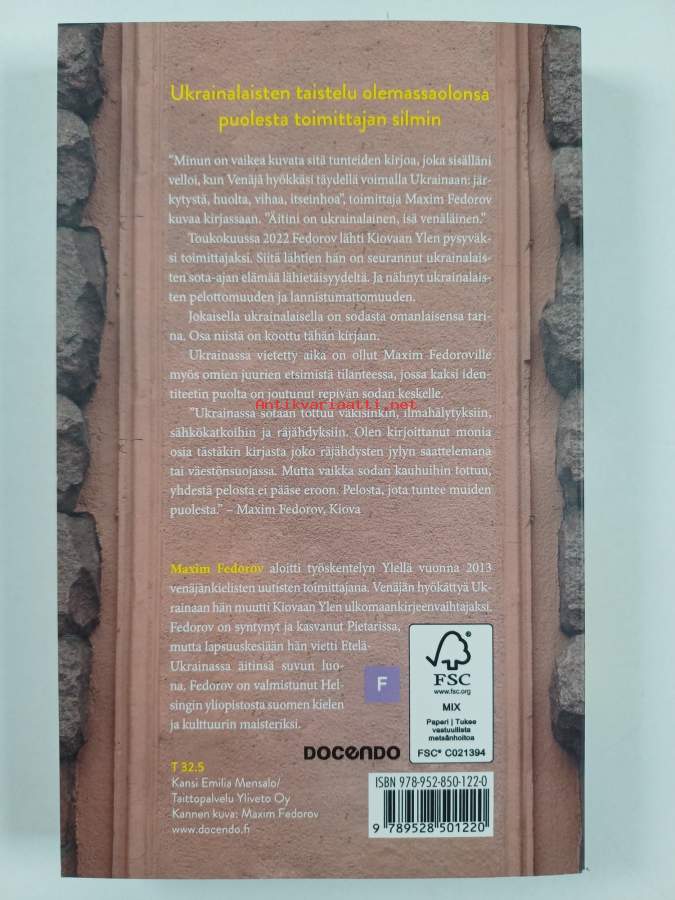 Ukrainalaisten taistelu olemassaolonsa
puolesta toimittajan silmin
"Minun on vaikea kuvata sitä tunteiden kirjoa, joka sisälläni
velloi, kun Venäjä hyökkäsi täydellä voimalla Ukrainaan: jär-
kytystä, huolta, vihaa, itseinhoa", toimittaja Maxim Fedorov
kuvaa kirjassaan. "Äitini on ukrainalainen, isä venäläinen."
Toukokuussa 2022 Fedorov lähti Kiovaan Ylen pysyväk-
si toimittajaksi. Siitä lähtien hän on seurannut ukrainalais-
ten sota-ajan elämää lähietäisyydeltä. Ja nähnyt ukrainalais-
ten pelottomuuden ja lannistumattomuuden.
Jokaisella ukrainalaisella on sodasta omanlaisensa tari-
na. Osa niistä on koottu tähän kirjaan.
Ukrainassa vietetty aika on ollut Maxim Fedoroville
myös omien juurien etsimistä tilanteessa, jossa kaksi iden-
titeetin puolta on joutunut repivän sodan keskelle.
Antikvariaatti.net
"Ukrainassa sotaan tottuu väkisinkin, ilmahälytyksiin,
sähkökatkoihin ja räjähdyksiin. Olen kirjoittanut monia
osia tästäkin kirjasta joko räjähdysten jylyn saattelemana
tai väestönsuojassa. Mutta vaikka sodan kauhuihin tottuu,
yhdestä pelosta ei pääse eroon. Pelosta, jota tuntee muiden
puolesta." – Maxim Fedorov, Kiova
Maxim Fedorov aloitti työskentelyn Ylellä vuonna 2013
venäjänkielisten uutisten toimittajana. Venäjän hyökättyä Uk-
rainaan hän muutti Kiovaan Ylen ulkomaankirjeenvaihtajaksi.
Fedorov on syntynyt ja kasvanut Pietarissa,
mutta lapsuuskesiään hän vietti Etelä-
Ukrainassa äitinsä suvun luo-
na. Fedorov on valmistunut Hel-
singin yliopistosta suomen kielen
ja kulttuurin maisteriksi.
F
FSC
www.fsc.org
MIX
Paperi | Tukee
vastuullista
metsänhoitoa
FSC® C021394
DOCENDO
T 32.5
Kansi Emilia Mensalo/
Taittopalvelu Yliveto Oy
Kannen kuva: Maxim Fedorov
www.docendo.fi
ISBN 978-952-850-122-0
9 789528 501220